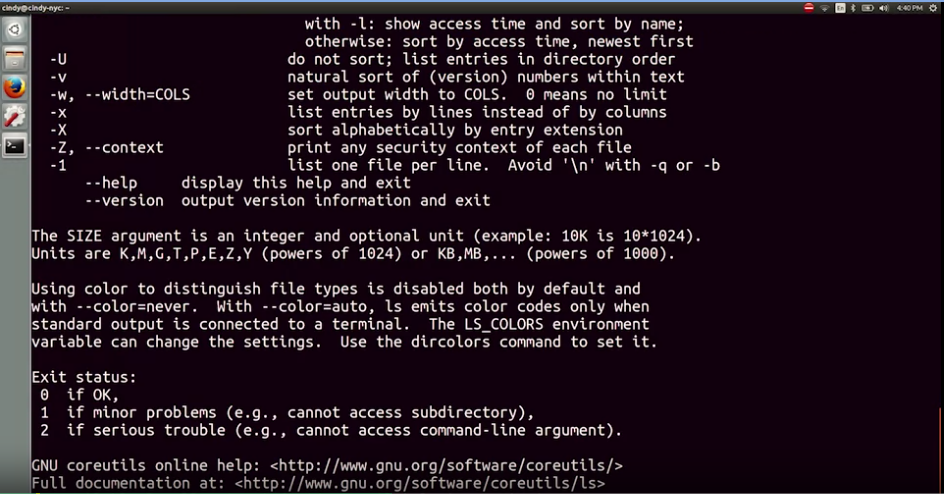 cindy@cindy-nyc: ~
En
4:40 PM
with -l: show access time and sort by name;
otherwise: sort by access time, newest first
-U do not sort; list entries in directory order
-v natural sort of (version) numbers within text
-w, --width=COLS set output width to COLS. 0 means no limit
-x list entries by lines instead of by columns
-X sort alphabetically by entry extension
-Z, --context print any security context of each file
-1 list one file per line. Avoid '\n' with -q or -b
--help display this help and exit
--version output version information and exit
The SIZE argument is an integer and optional unit (example: 10K is 10*1024).
Units are K,M,G,T,P,E,Z,Y (powers of 1024) or KB,MB,... (powers of 1000).
Using color to distinguish file types is disabled both by default and
with --color=never. With --color=auto, ls emits color codes only when
standard output is connected to a terminal. The LS_COLORS environment
variable can change the settings. Use the dircolors command to set it.
Exit status:
0 if OK,
1 if minor problems (e.g., cannot access subdirectory),
2 if serious trouble (e.g., cannot access command-line argument).
GNU coreutils online help: <http://www.gnu.org/software/coreutils/>
Full documentation at: <http://www.gnu.org/software/coreutils/ls>